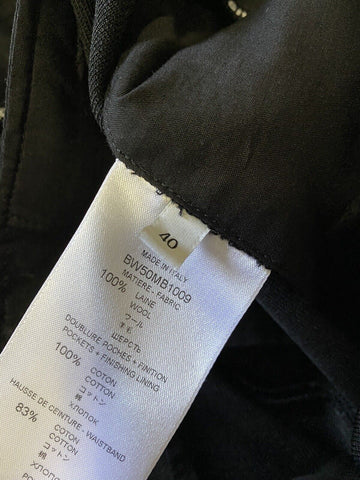 40
MADE IN ITALY
BW50MB1009
MATIERE - FABRIC
100% LAINE
WOOL
ウール
羊毛
ШЕРСТЬ
DOUBLURE POCHES + FINITION
POCKETS + FINISHING LINING
100% COTON
COTTON
コットン
棉
ХЛОПОК
HAUSSE DE CEINTURE - WAISTBAND
83% COTON
COTTON
コットン
棉
ХЛОПОК